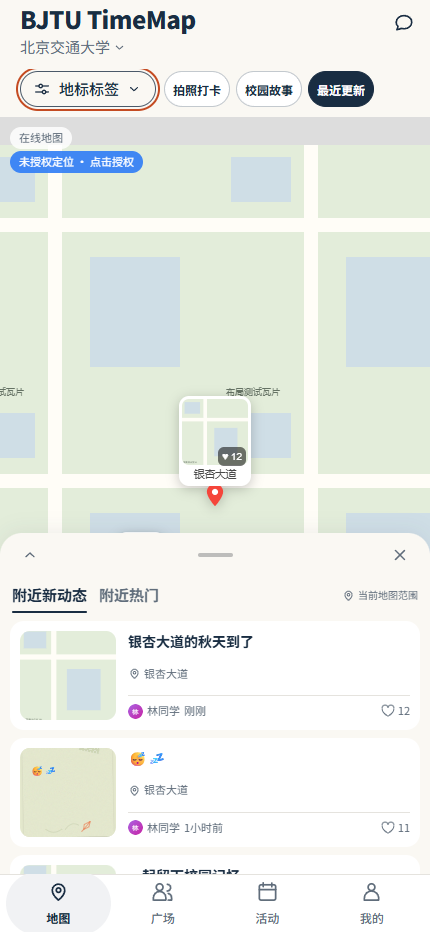 BJTU TimeMap
北京交通大学
地标标签
拍照打卡
校园故事
最近更新
在线地图
未授权定位 · 点击授权
试瓦片
布局测试瓦片
♥ 12
银杏大道
附近新动态
附近热门
当前地图范围
银杏大道的秋天到了
银杏大道
林 林同学 刚刚
12
😴 💤
银杏大道
林 林同学 1小时前
11
地图
广场
活动
我的